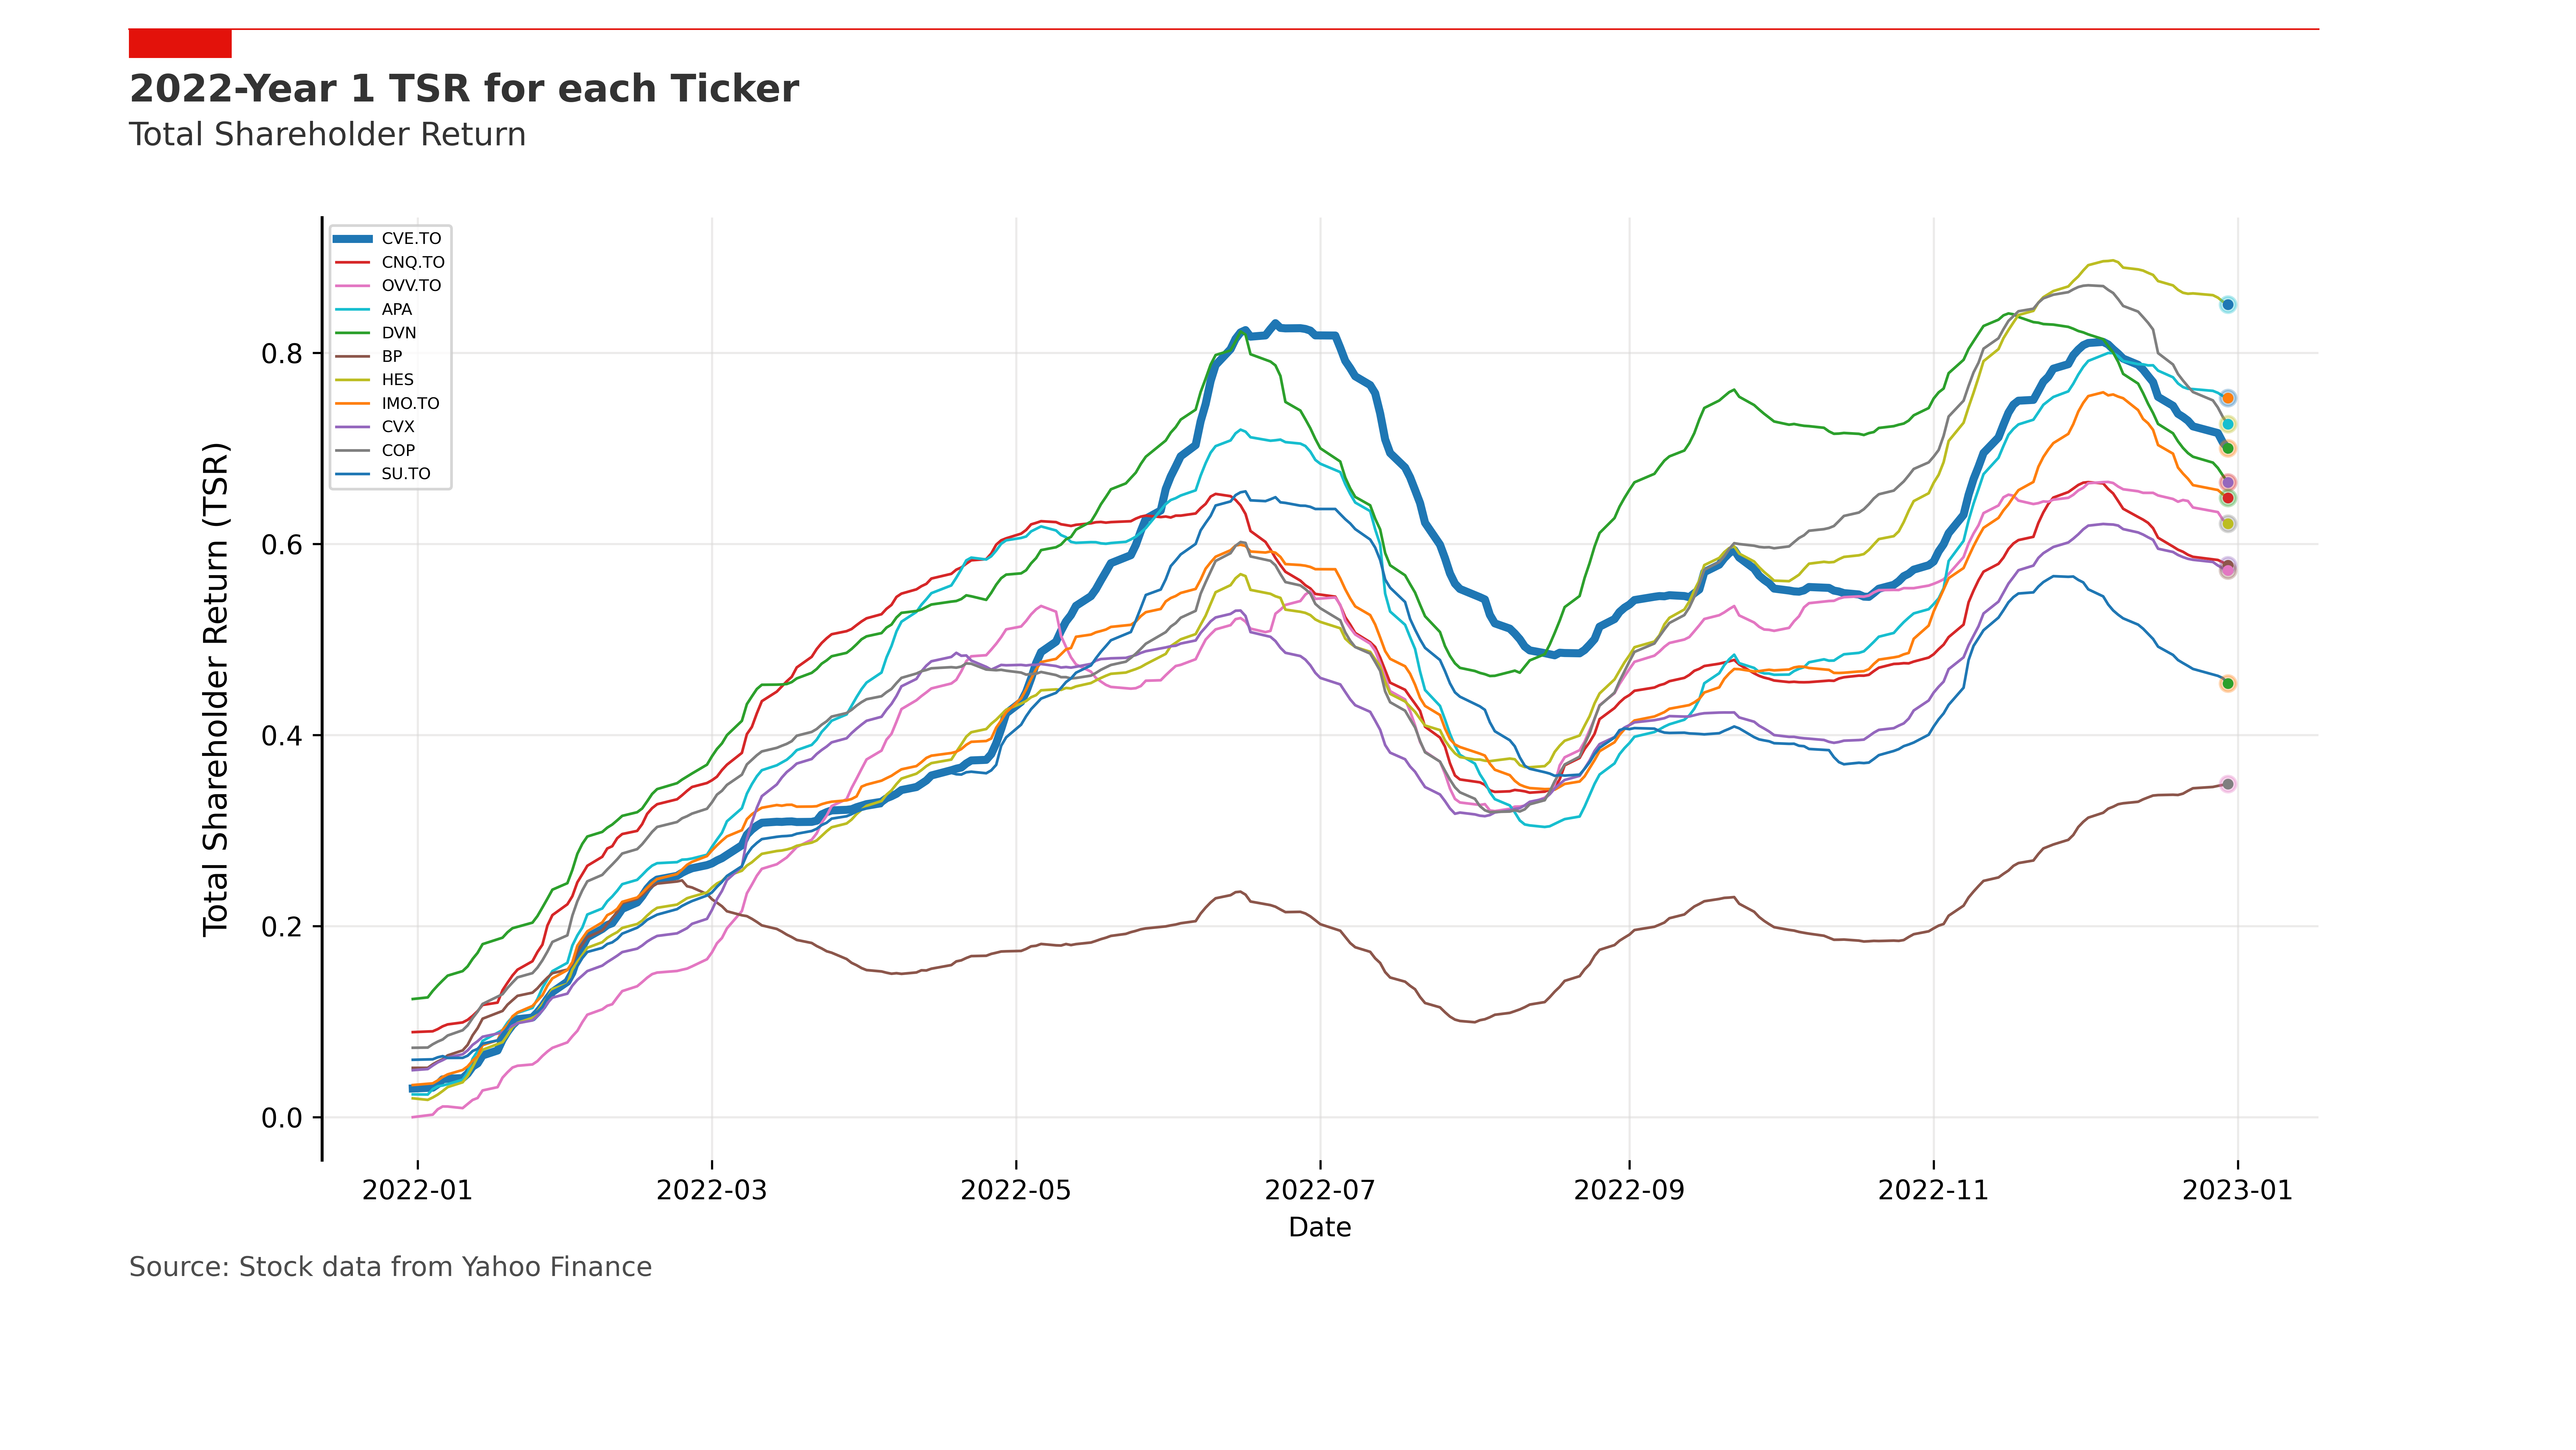 2022-Year 1 TSR for each Ticker
Total Shareholder Return
CVE.TO
CNQ.TO
OVV.TO
APA
DVN
BP
HES
IMO.TO
CVX
COP
SU.TO
Total Shareholder Return (TSR)
0.8
0.6
0.4
0.2
0.0
2022-01
2022-03
2022-05
2022-07
2022-09
2022-11
2023-01
Date
Source: Stock data from Yahoo Finance